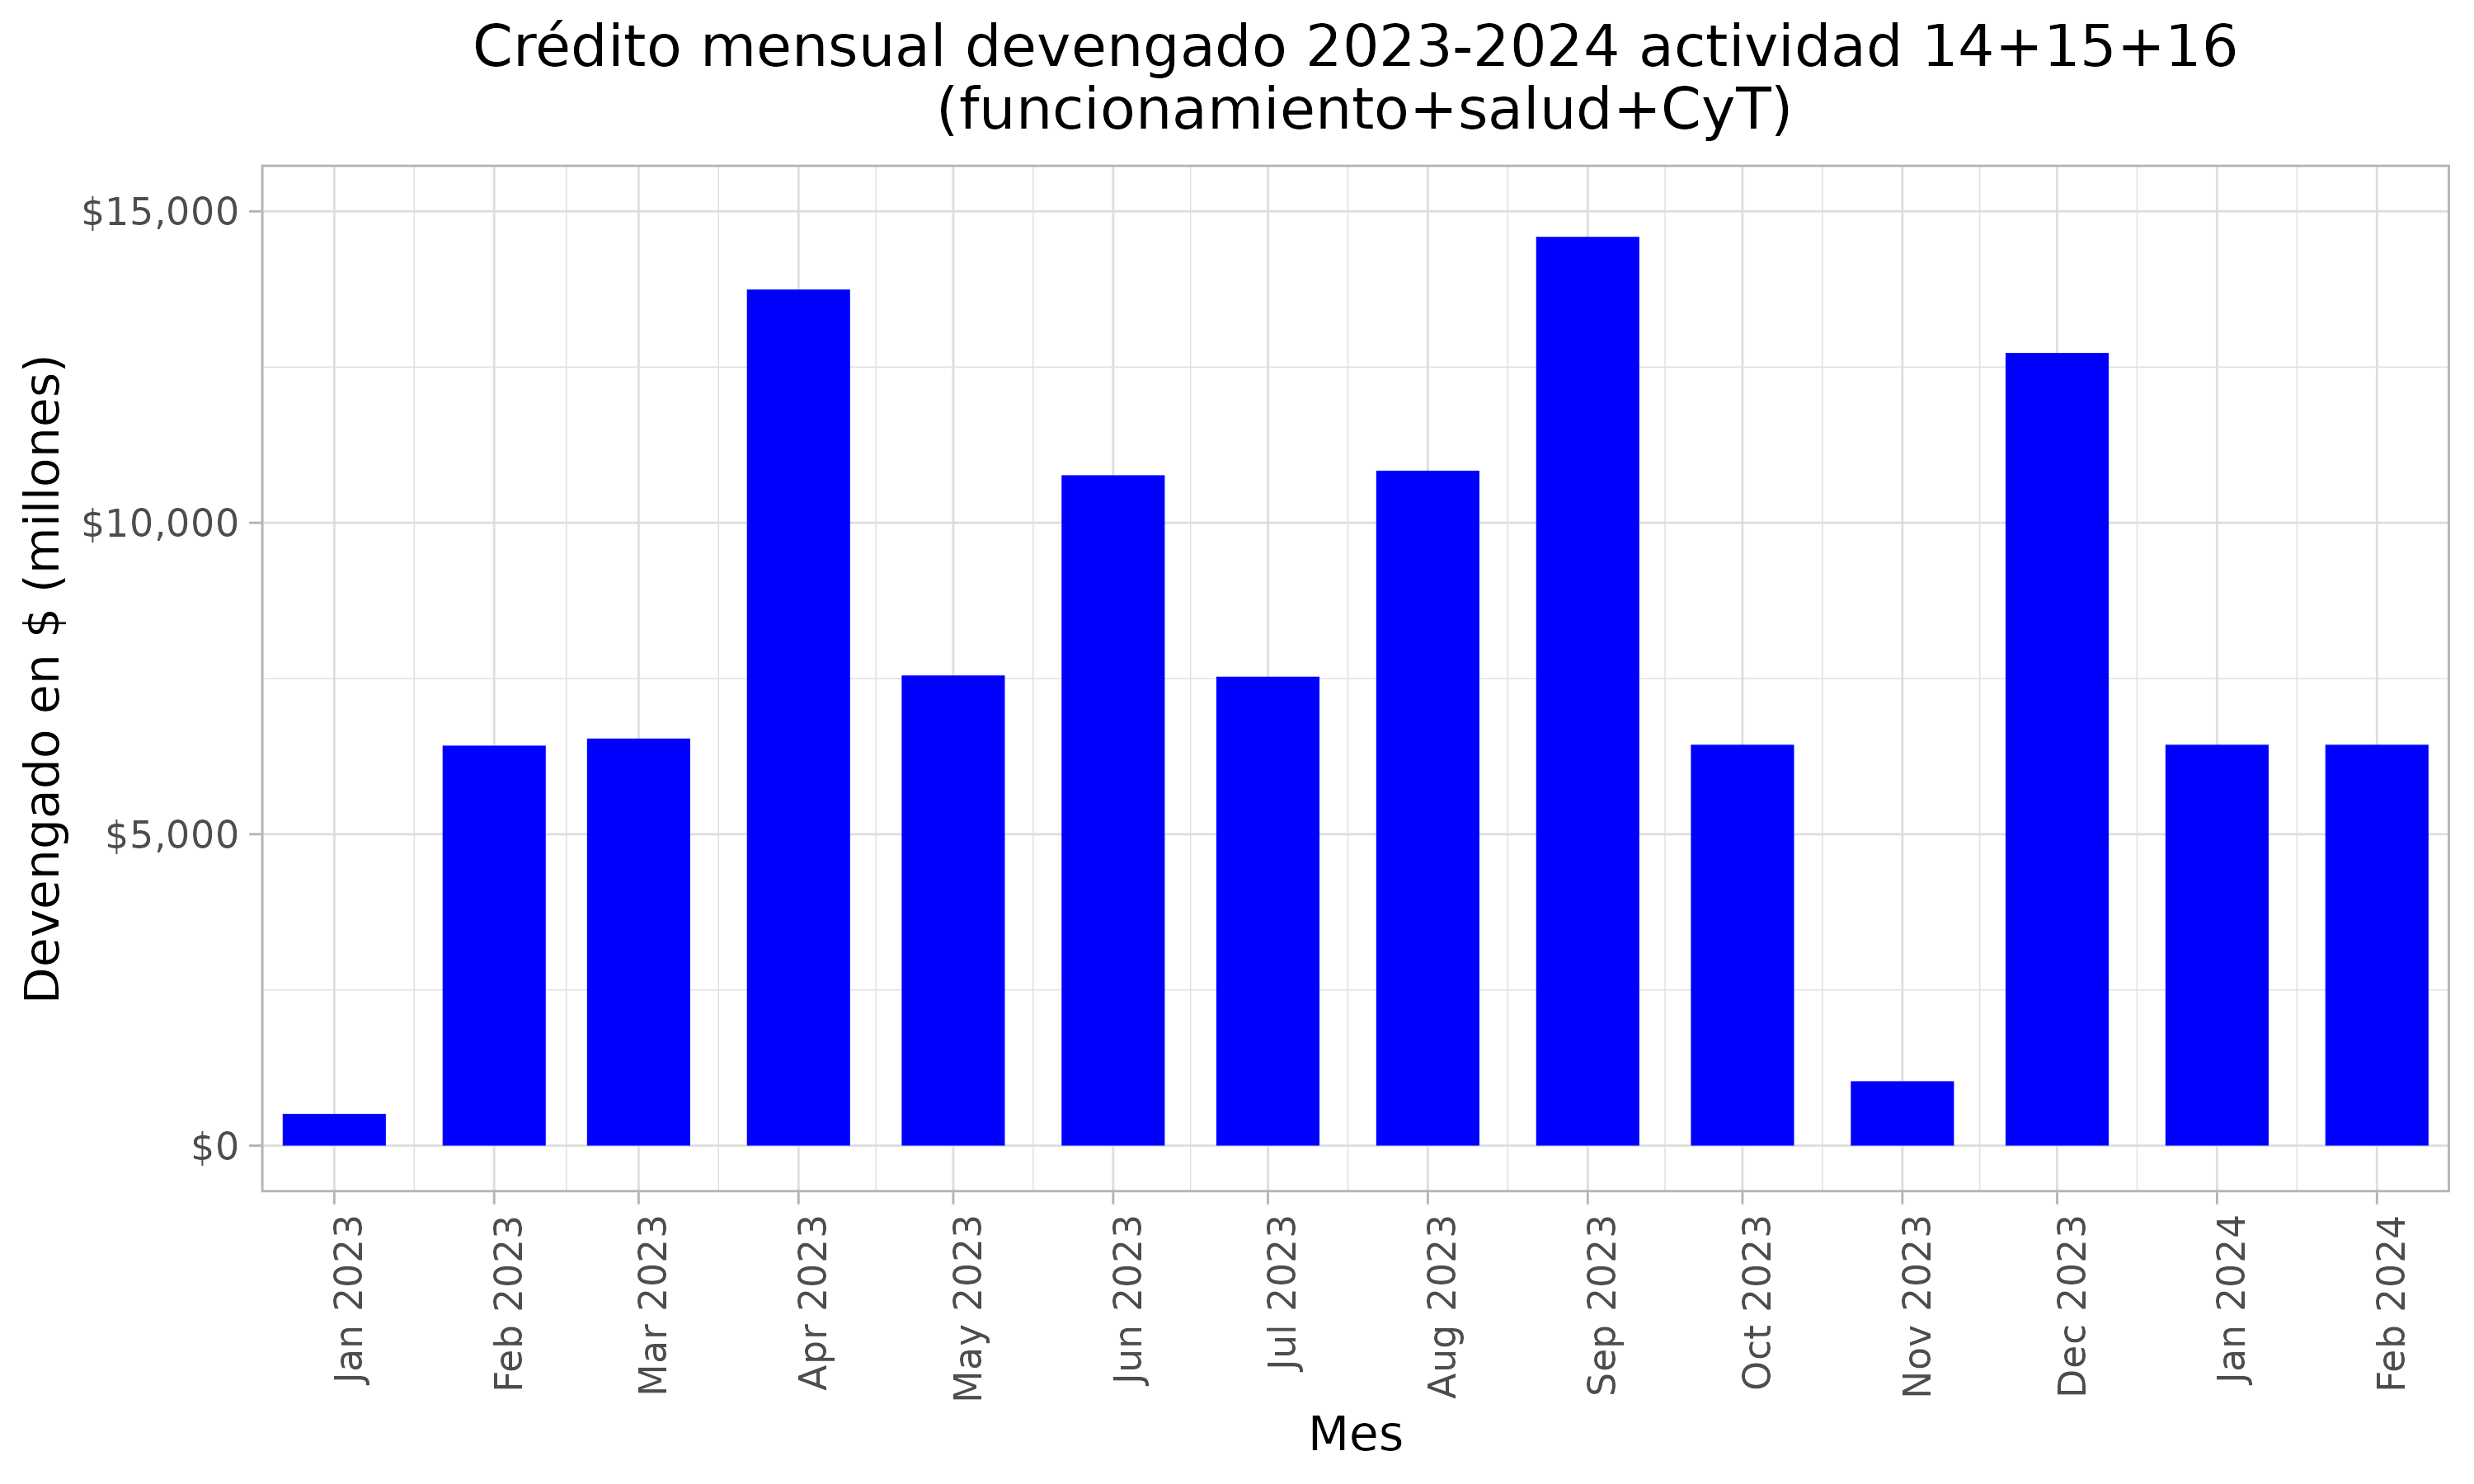 Crédito mensual devengado 2023-2024 actividad 14+15+16
(funcionamiento+salud+CyT)
Devengado en $ (millones)
$15,000
$10,000
$5,000
$0
Jan 2023
Feb 2023
Mar 2023
Apr 2023
May 2023
Jun 2023
Jul 2023
Aug 2023
Sep 2023
Oct 2023
Nov 2023
Dec 2023
Jan 2024
Feb 2024
Mes